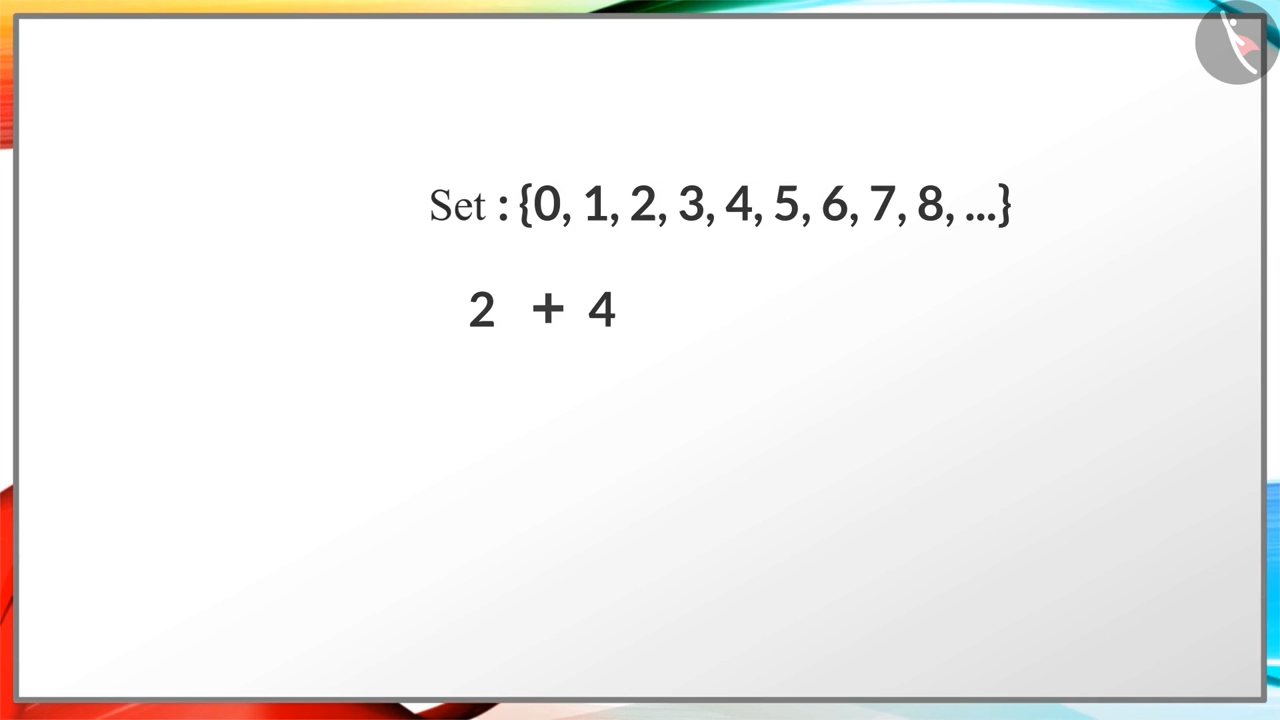 Set : {0, 1, 2, 3, 4, 5, 6, 7, 8, ...}
2 + 4